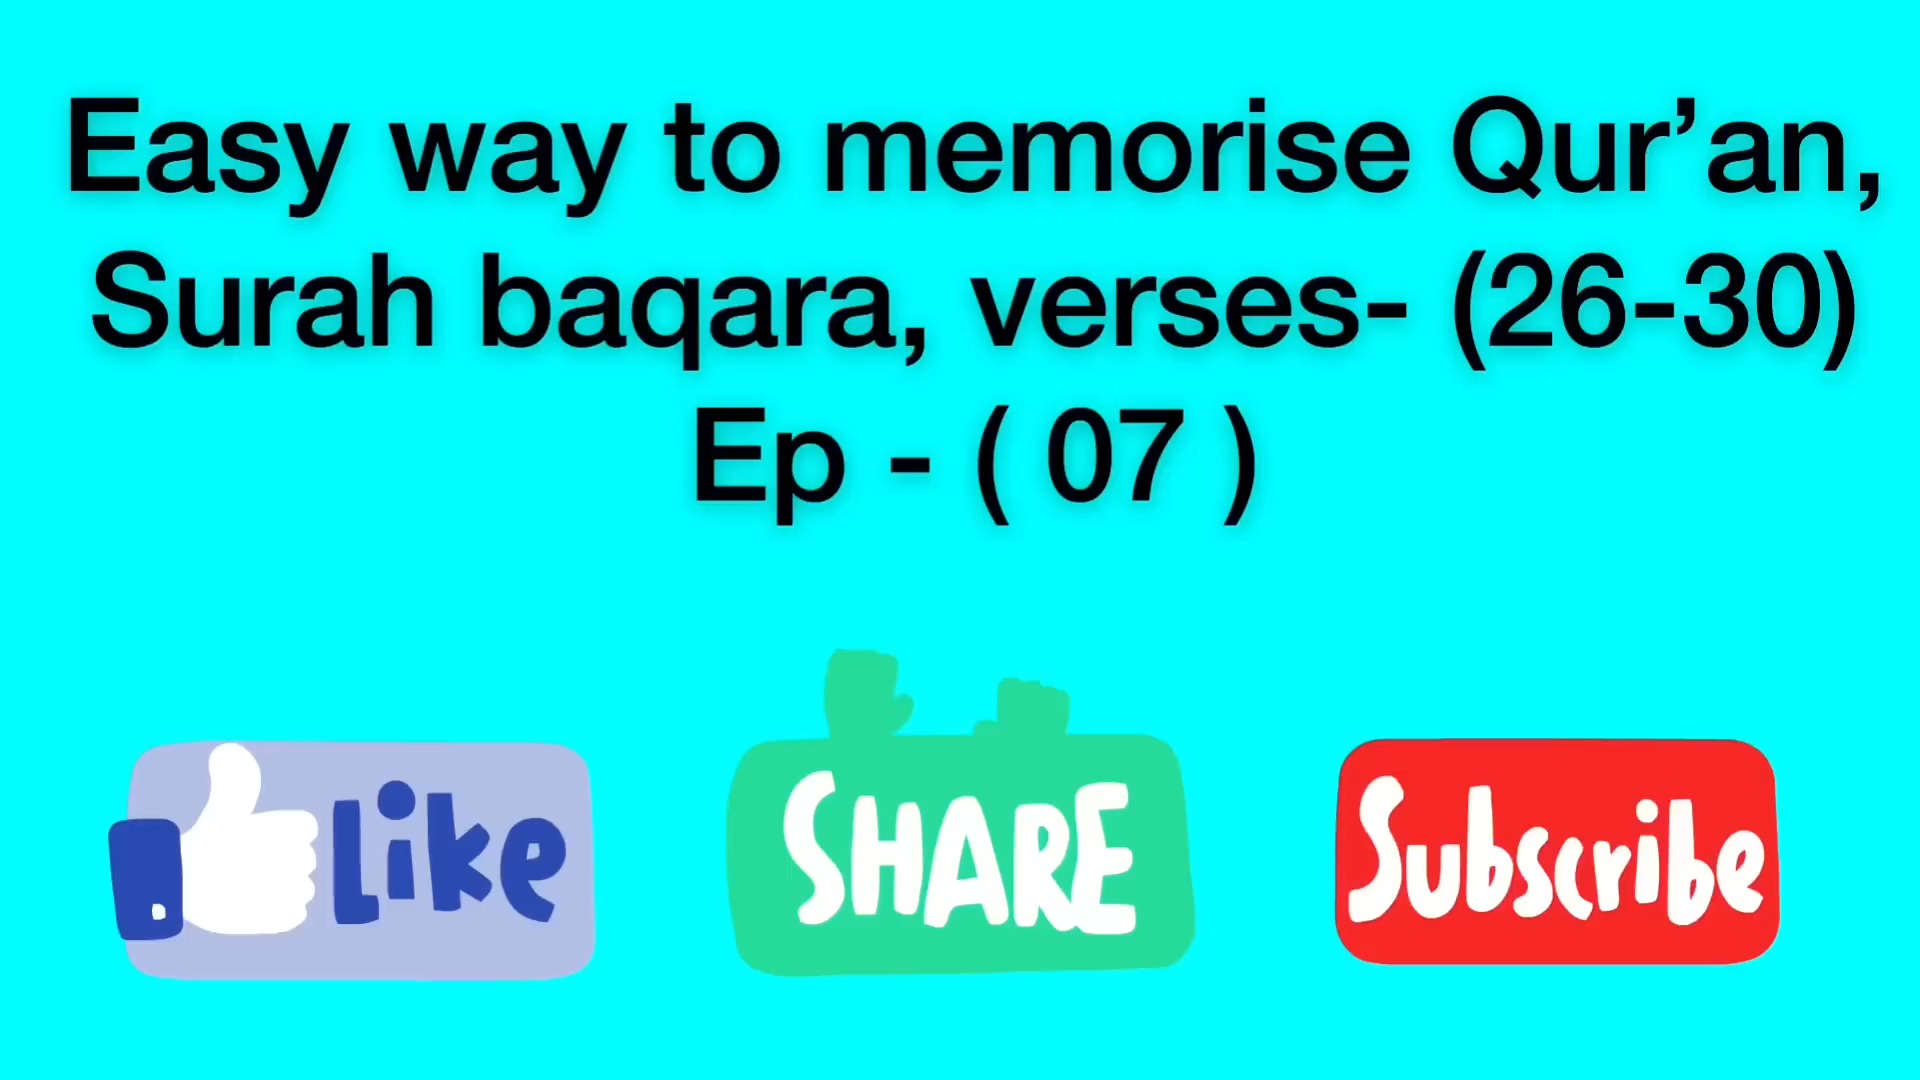 Easy way to memorise Qur’an,
Surah baqara, verses- (26-30)
Ep - ( 07 )
Like
SHARE
Subscribe